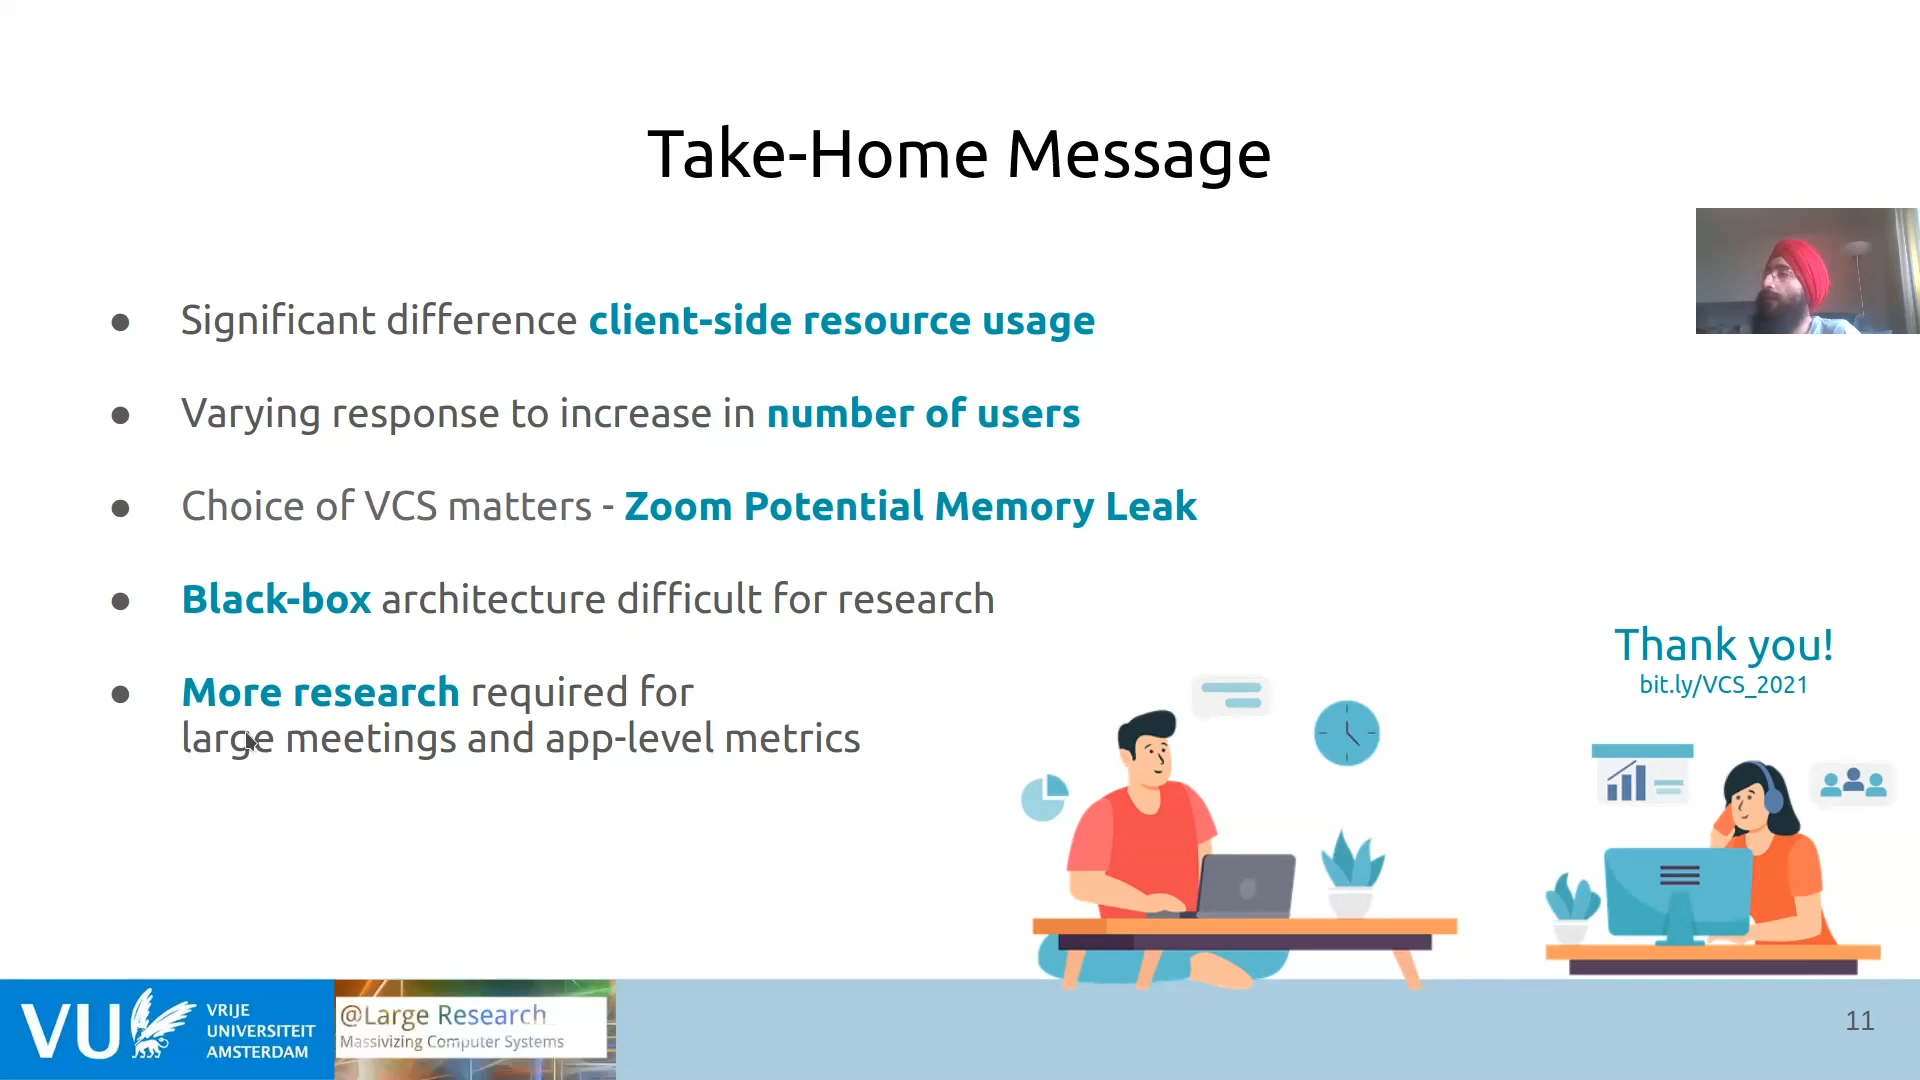 Take-Home Message
● Significant difference client-side resource usage
● Varying response to increase in number of users
● Choice of VCS matters - Zoom Potential Memory Leak
● Black-box architecture difficult for research
● More research required for
large meetings and app-level metrics
Thank you!
bit.ly/VCS_2021
VU
VRIJE
UNIVERSITEIT
AMSTERDAM
@Large Research
Massivizing Computer Systems
11